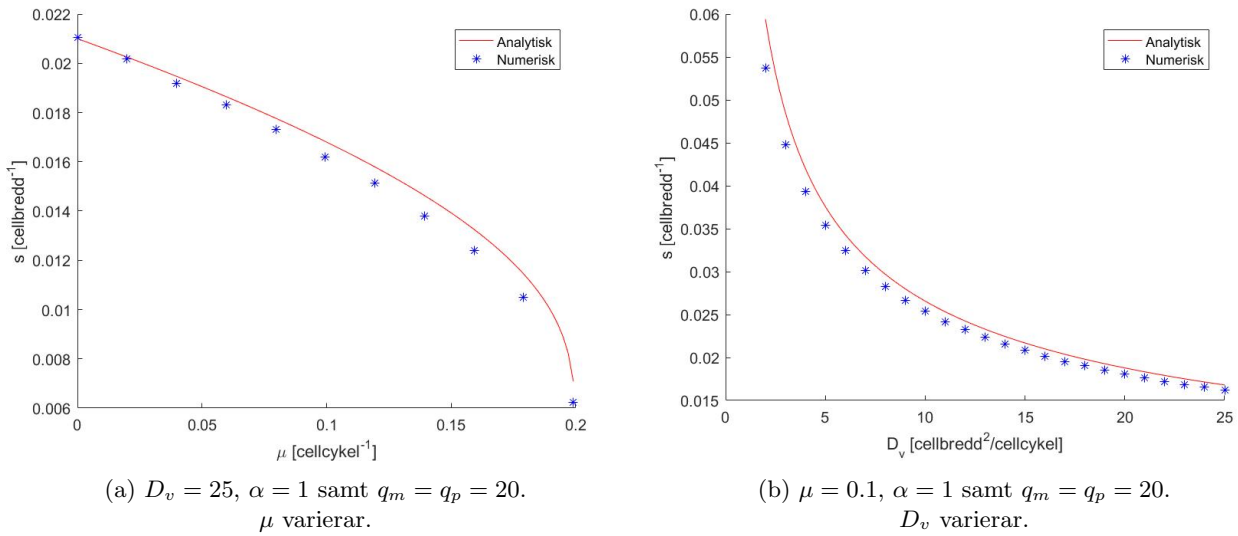 0.022
0.02
0.018
0.016
0.014
0.012
0.01
0.008
0.006
s [cellbredd⁻¹]
0
0.05
0.1
0.15
0.2
μ [cellcykel⁻¹]
Analytisk
Numerisk
(a) D_v = 25, α = 1 samt q_m = q_p = 20.
μ varierar.
0.06
0.055
0.05
0.045
0.04
0.035
0.03
0.025
0.02
0.015
s [cellbredd⁻¹]
0
5
10
15
20
25
D_v [cellbredd²/cellcykel]
Analytisk
Numerisk
(b) μ = 0.1, α = 1 samt q_m = q_p = 20.
D_v varierar.